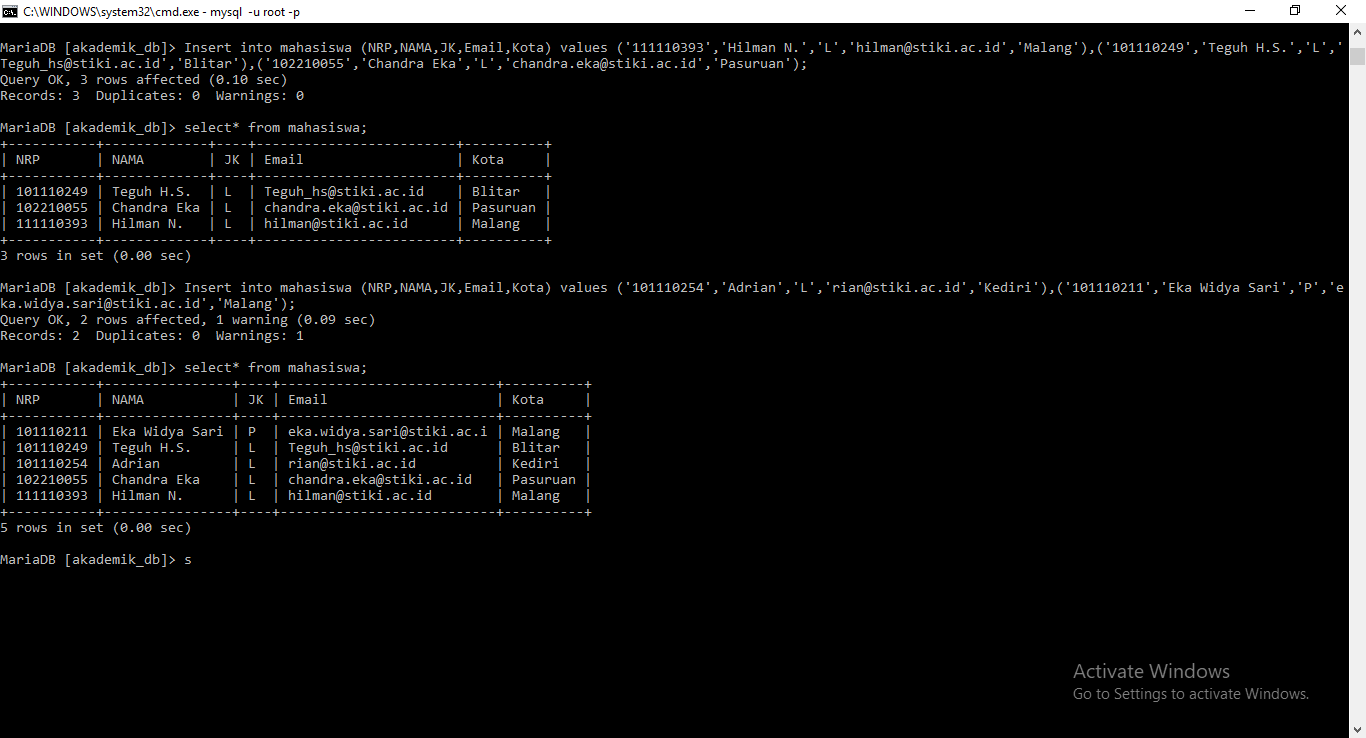 C:\WINDOWS\system32\cmd.exe - mysql -u root -p
MariaDB [akademik_db]> Insert into mahasiswa (NRP,NAMA,JK,Email,Kota) values ('111110393','Hilman N.','L','hilman@stiki.ac.id','Malang'),('101110249','Teguh H.S.','L','
Teguh_hs@stiki.ac.id','Blitar'),('102210055','Chandra Eka','L','chandra.eka@stiki.ac.id','Pasuruan');
Query OK, 3 rows affected (0.10 sec)
Records: 3  Duplicates: 0  Warnings: 0
MariaDB [akademik_db]> select* from mahasiswa;
+-----------+-------------+----+-------------------------+----------+
| NRP       | NAMA        | JK | Email                   | Kota     |
+-----------+-------------+----+-------------------------+----------+
| 101110249 | Teguh H.S.  | L  | Teguh_hs@stiki.ac.id    | Blitar   |
| 102210055 | Chandra Eka | L  | chandra.eka@stiki.ac.id | Pasuruan |
| 111110393 | Hilman N.   | L  | hilman@stiki.ac.id      | Malang   |
+-----------+-------------+----+-------------------------+----------+
3 rows in set (0.00 sec)
MariaDB [akademik_db]> Insert into mahasiswa (NRP,NAMA,JK,Email,Kota) values ('101110254','Adrian','L','rian@stiki.ac.id','Kediri'),('101110211','Eka Widya Sari','P','e
ka.widya.sari@stiki.ac.id','Malang');
Query OK, 2 rows affected, 1 warning (0.09 sec)
Records: 2  Duplicates: 0  Warnings: 1
MariaDB [akademik_db]> select* from mahasiswa;
+-----------+----------------+----+---------------------------+----------+
| NRP       | NAMA           | JK | Email                     | Kota     |
+-----------+----------------+----+---------------------------+----------+
| 101110211 | Eka Widya Sari | P  | eka.widya.sari@stiki.ac.i | Malang   |
| 101110249 | Teguh H.S.     | L  | Teguh_hs@stiki.ac.id      | Blitar   |
| 101110254 | Adrian         | L  | rian@stiki.ac.id          | Kediri   |
| 102210055 | Chandra Eka    | L  | chandra.eka@stiki.ac.id   | Pasuruan |
| 111110393 | Hilman N.      | L  | hilman@stiki.ac.id        | Malang   |
+-----------+----------------+----+---------------------------+----------+
5 rows in set (0.00 sec)
MariaDB [akademik_db]> s
Activate Windows
Go to Settings to activate Windows.